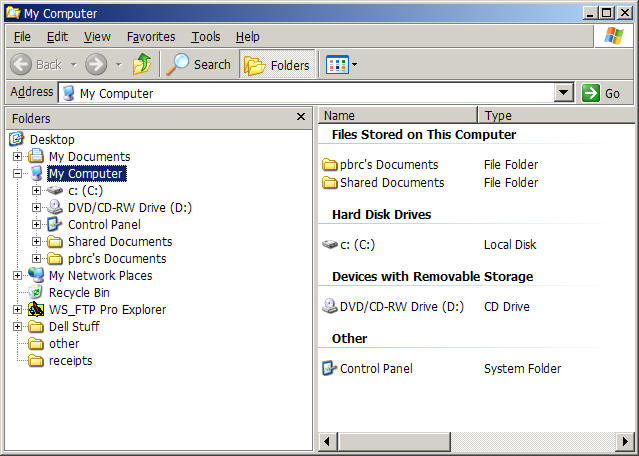 My Computer
File Edit View Favorites Tools Help
Back Search Folders
Address My Computer Go
Folders
Desktop
My Documents
My Computer
c: (C:)
DVD/CD-RW Drive (D:)
Control Panel
Shared Documents
pbrc's Documents
My Network Places
Recycle Bin
WS_FTP Pro Explorer
Dell Stuff
other
receipts
Name Type
Files Stored on This Computer
pbrc's Documents File Folder
Shared Documents File Folder
Hard Disk Drives
c: (C:) Local Disk
Devices with Removable Storage
DVD/CD-RW Drive (D:) CD Drive
Other
Control Panel System Folder